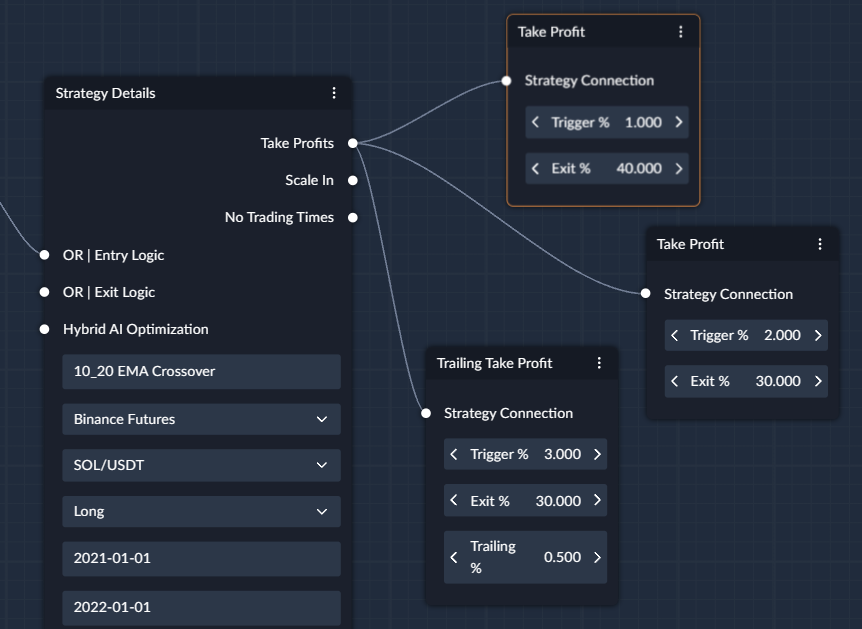 Strategy Details
Take Profits
Scale In
No Trading Times
OR | Entry Logic
OR | Exit Logic
Hybrid AI Optimization
10_20 EMA Crossover
Binance Futures
SOL/USDT
Long
2021-01-01
2022-01-01
Take Profit
Strategy Connection
Trigger % 1.000
Exit % 40.000
Take Profit
Strategy Connection
Trigger % 2.000
Exit % 30.000
Trailing Take Profit
Strategy Connection
Trigger % 3.000
Exit % 30.000
Trailing
% 0.500